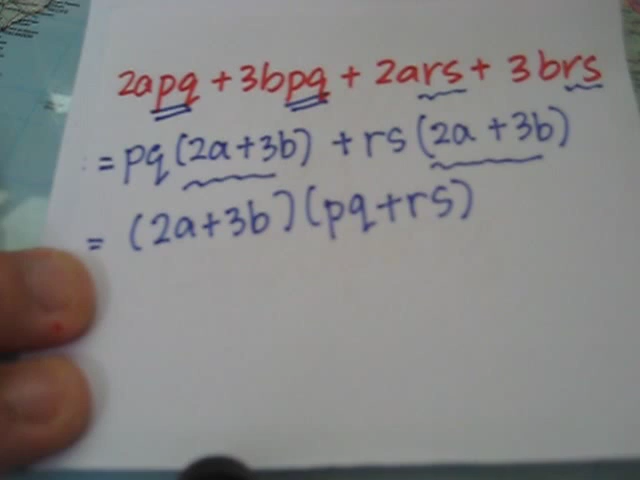 2apq + 3bpq + 2ars + 3brs
= pq (2a+3b) + rs (2a + 3b)
= (2a+3b) (pq+rs)